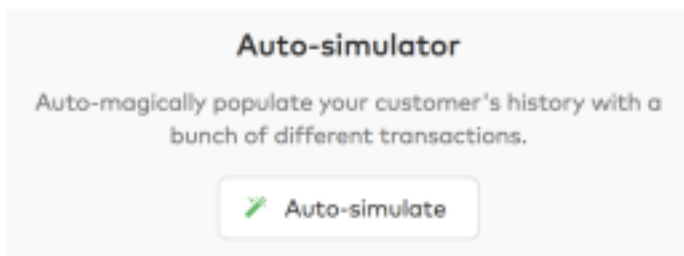 Auto-simulator
Auto-magically populate your customer's history with a
bunch of different transactions.
Auto-simulate